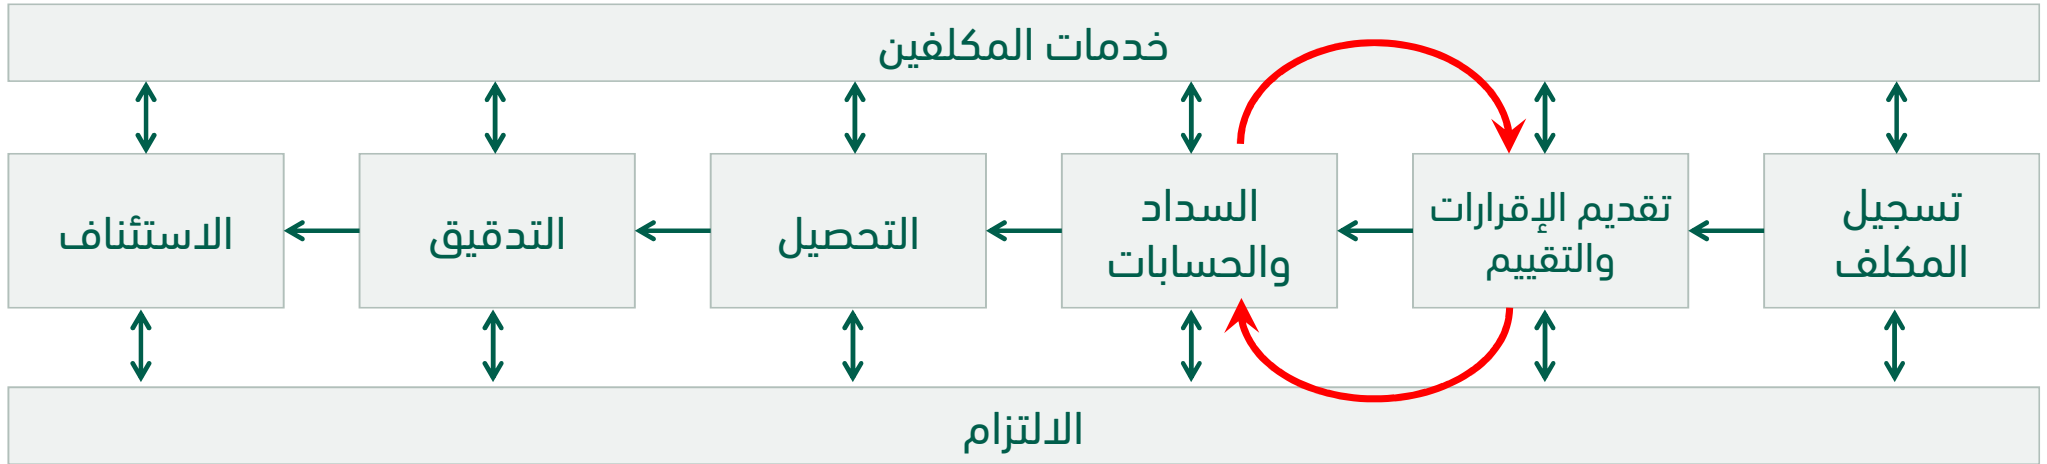 خدمات المكلفين
تسجيل
المكلف
تقديم الإقرارات
والتقييم
السداد
والحسابات
التحصيل
التدقيق
الاستئناف
الالتزام